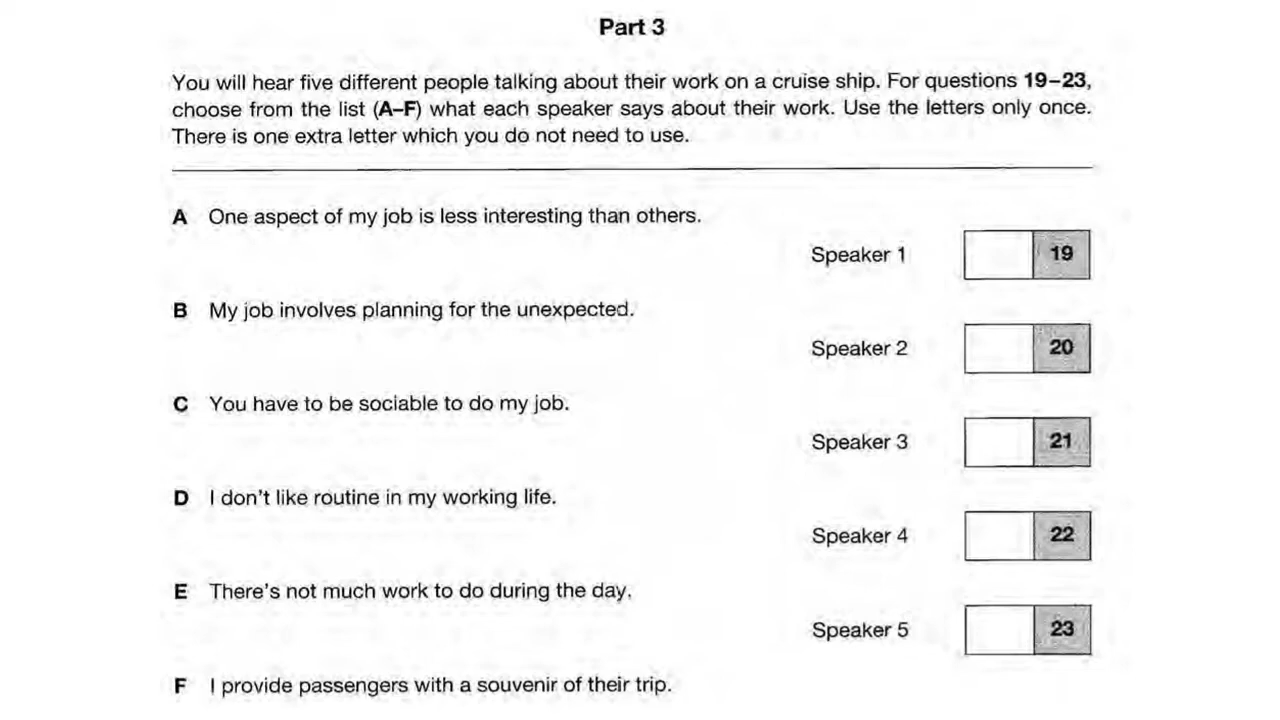 Part 3
You will hear five different people talking about their work on a cruise ship. For questions 19–23,
choose from the list (A–F) what each speaker says about their work. Use the letters only once.
There is one extra letter which you do not need to use.
A One aspect of my job is less interesting than others.
Speaker 1 19
B My job involves planning for the unexpected.
Speaker 2 20
C You have to be sociable to do my job.
Speaker 3 21
D I don't like routine in my working life.
Speaker 4 22
E There's not much work to do during the day.
Speaker 5 23
F I provide passengers with a souvenir of their trip.